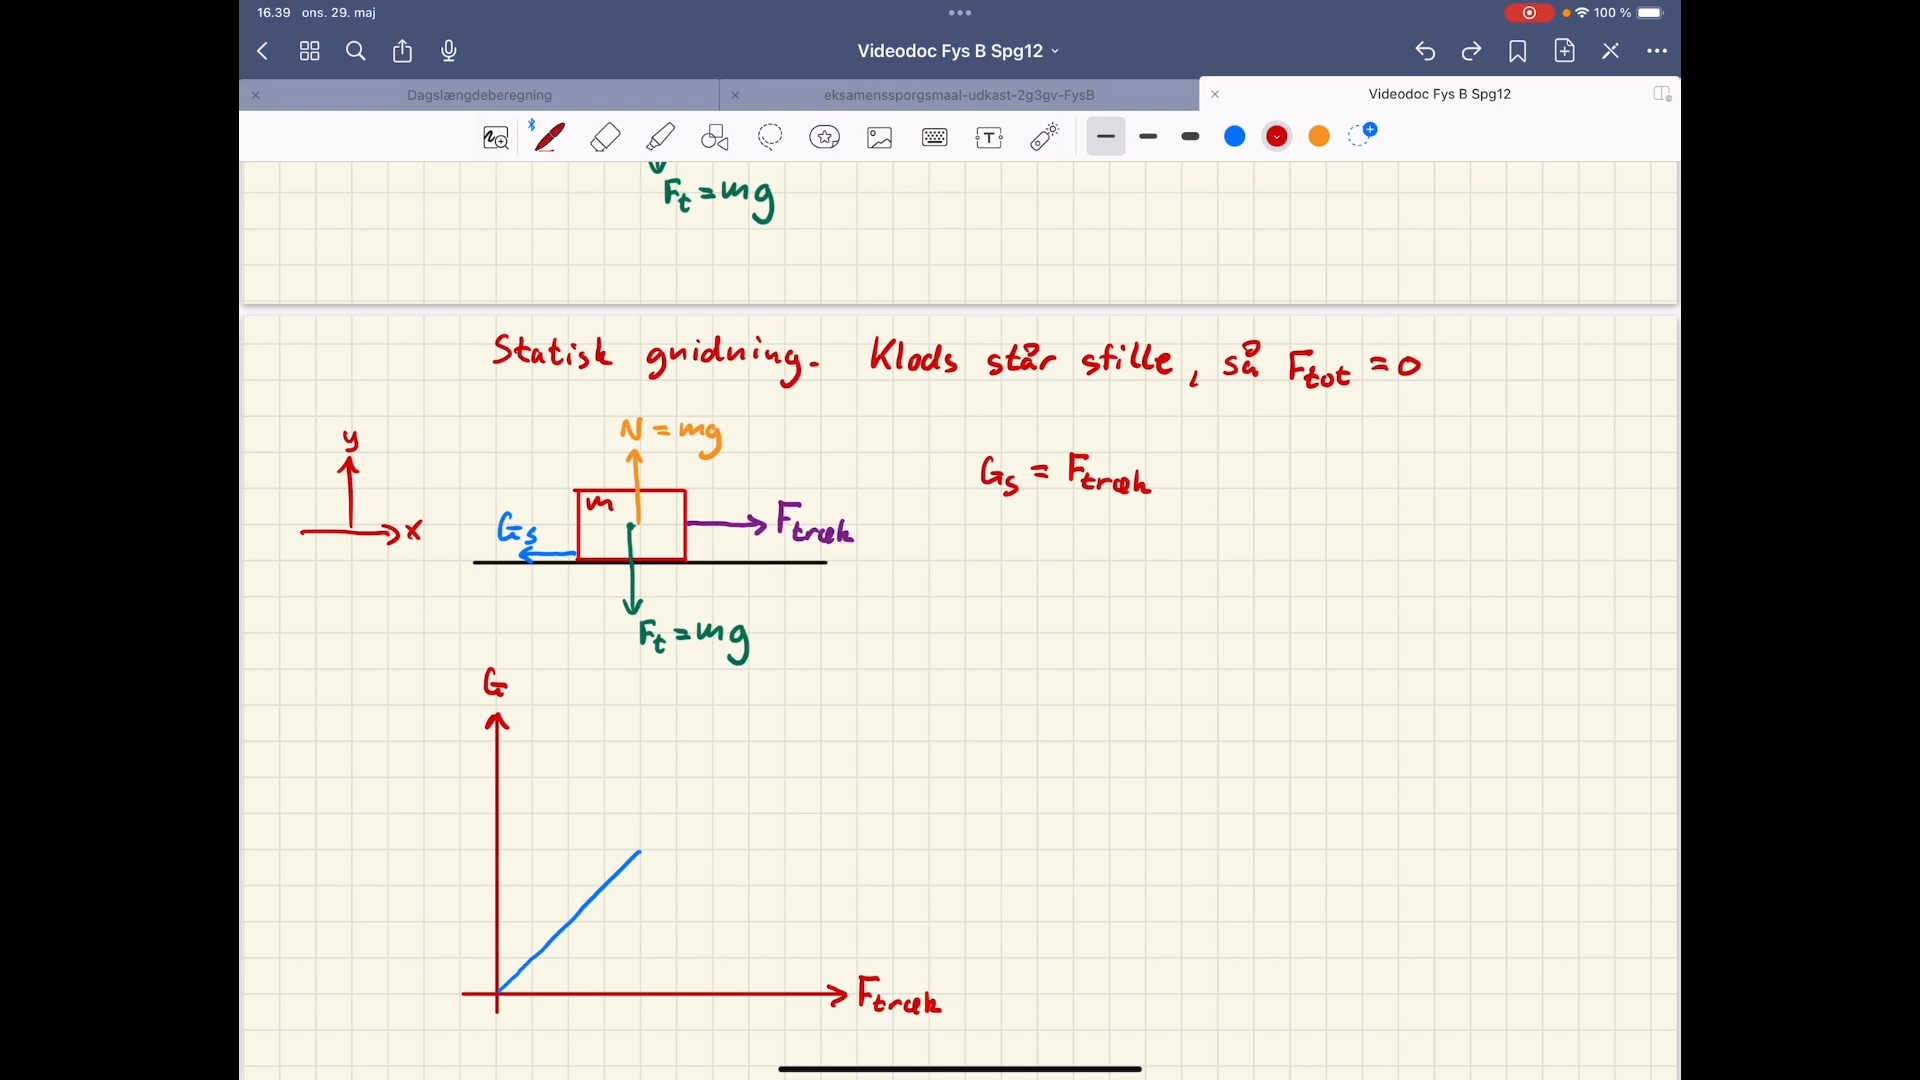 16.39 ons. 29. maj
100 %
Videodoc Fys B Spg12
Dagslængdeberegning
eksamenssporgsmaal-udkast-2g3gv-FysB
Videodoc Fys B Spg12
Ft = mg
Statisk gnidning. Klods står stille, så Ftot = 0
y
x
N = mg
m
Gs
Ftræk
Ft = mg
Gs = Ftræk
G
Ftræk